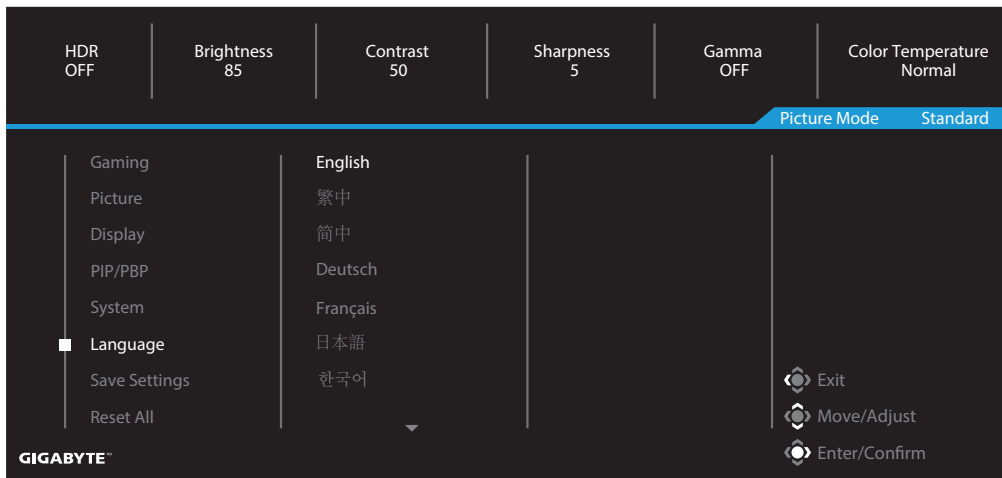 HDR
OFF
Brightness
85
Contrast
50
Sharpness
5
Gamma
OFF
Color Temperature
Normal
Picture Mode Standard
Gaming
Picture
Display
PIP/PBP
System
Language
Save Settings
Reset All
English
繁中
简中
Deutsch
Français
日本語
한국어
Exit
Move/Adjust
Enter/Confirm
GIGABYTE™